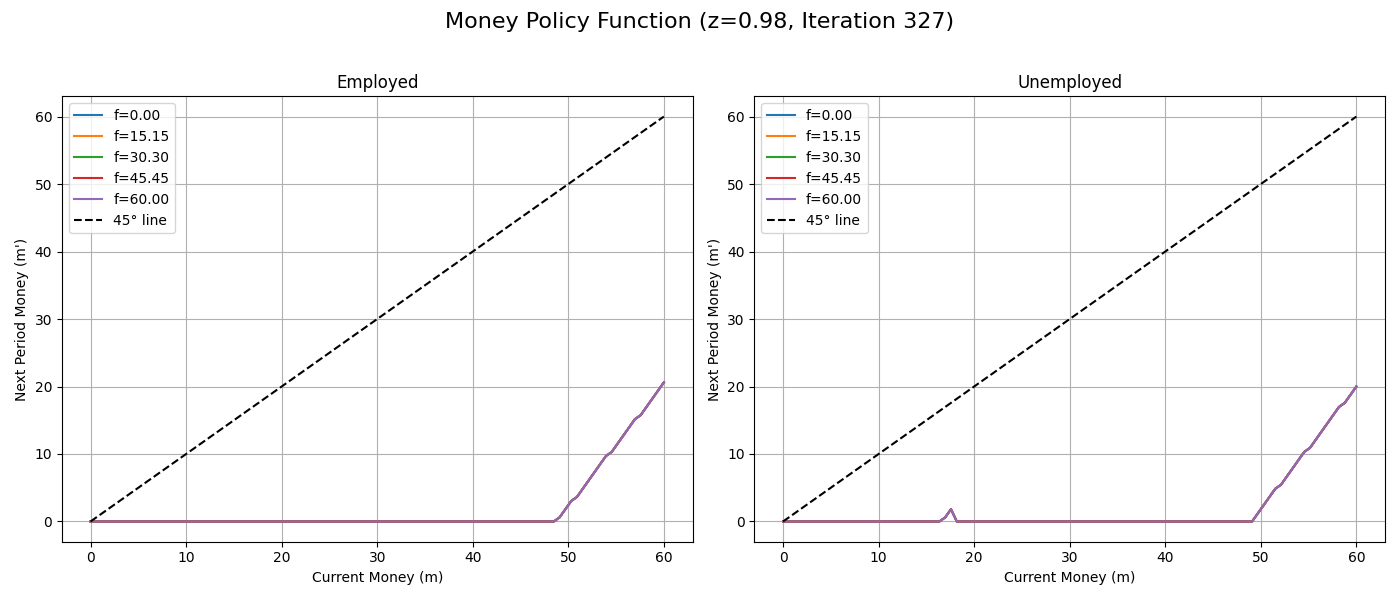 Money Policy Function (z=0.98, Iteration 327)
Employed
f=0.00
f=15.15
f=30.30
f=45.45
f=60.00
45° line
60
50
40
30
20
10
0
Next Period Money (m')
0 10 20 30 40 50 60
Current Money (m)
Unemployed
f=0.00
f=15.15
f=30.30
f=45.45
f=60.00
45° line
60
50
40
30
20
10
0
Next Period Money (m')
0 10 20 30 40 50 60
Current Money (m)